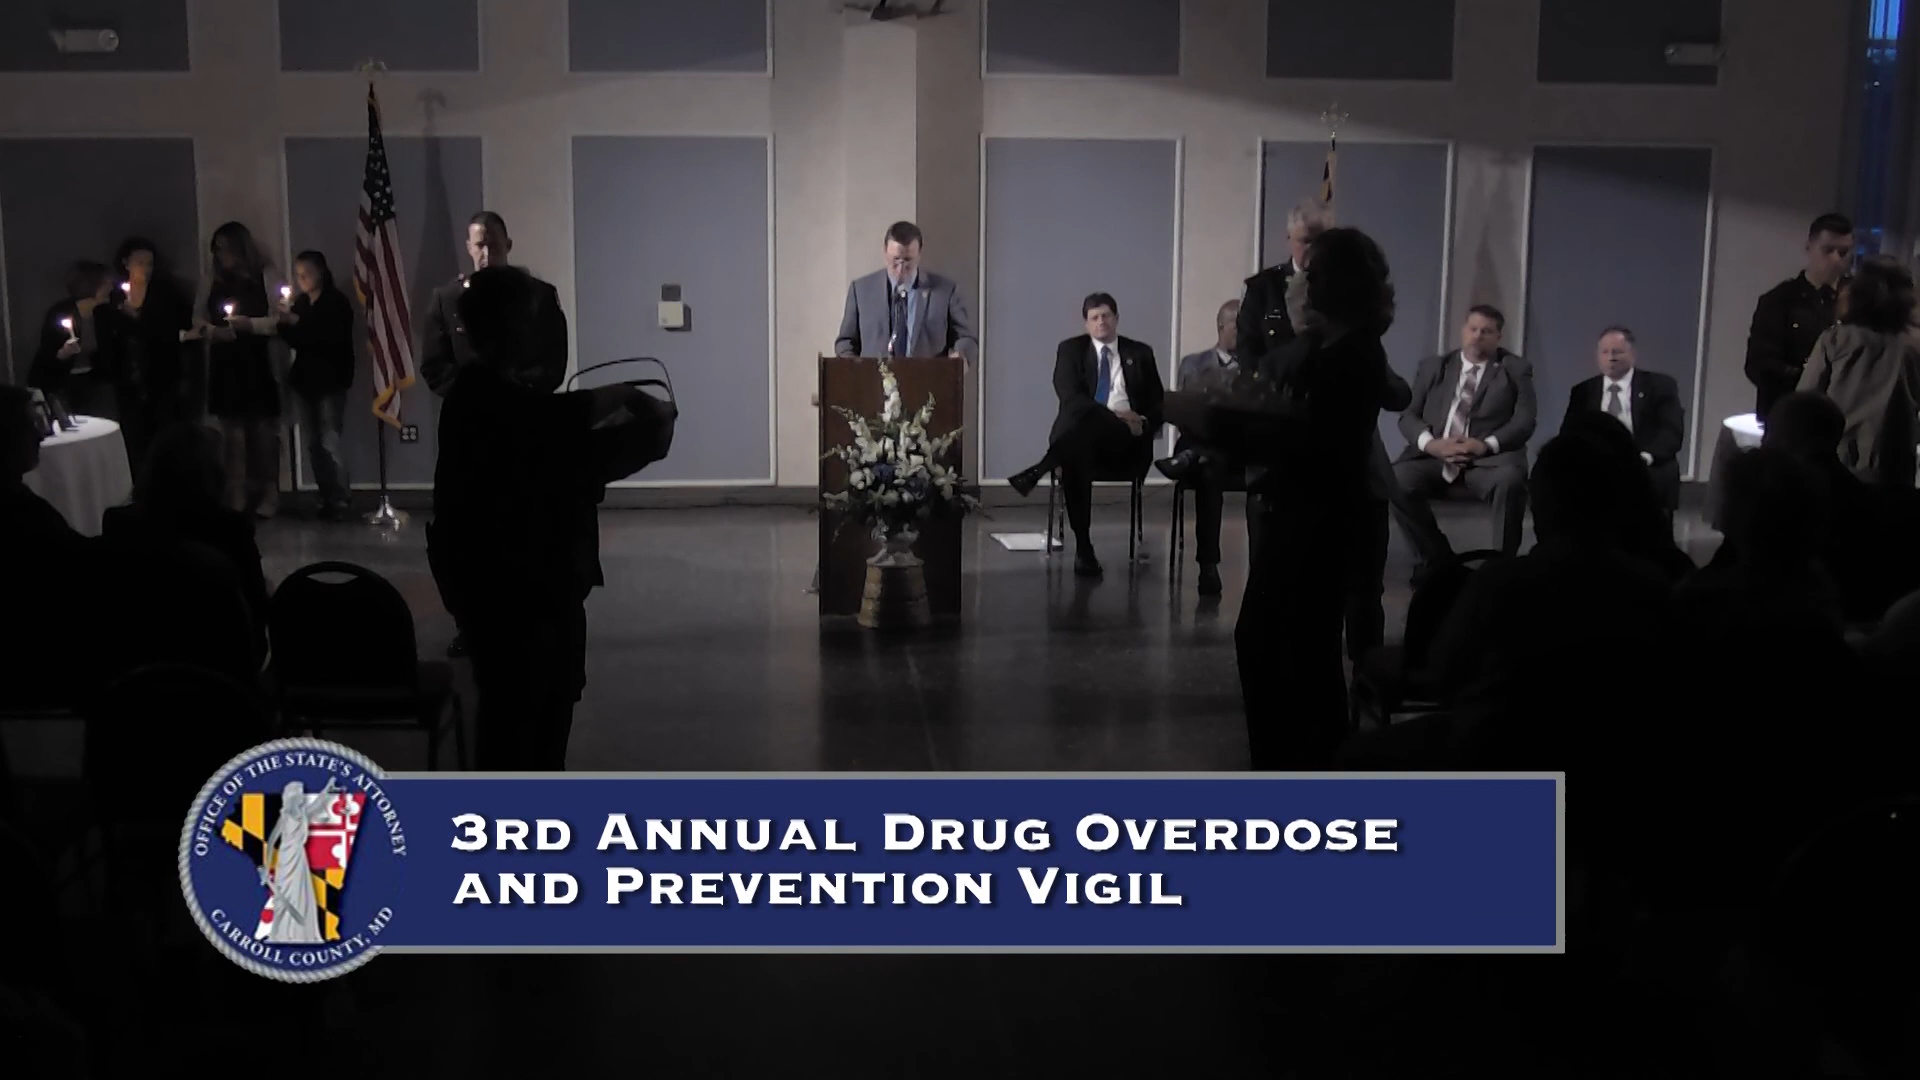 3RD ANNUAL DRUG OVERDOSE
AND PREVENTION VIGIL
OFFICE OF THE STATE'S ATTORNEY
CARROLL COUNTY, MD